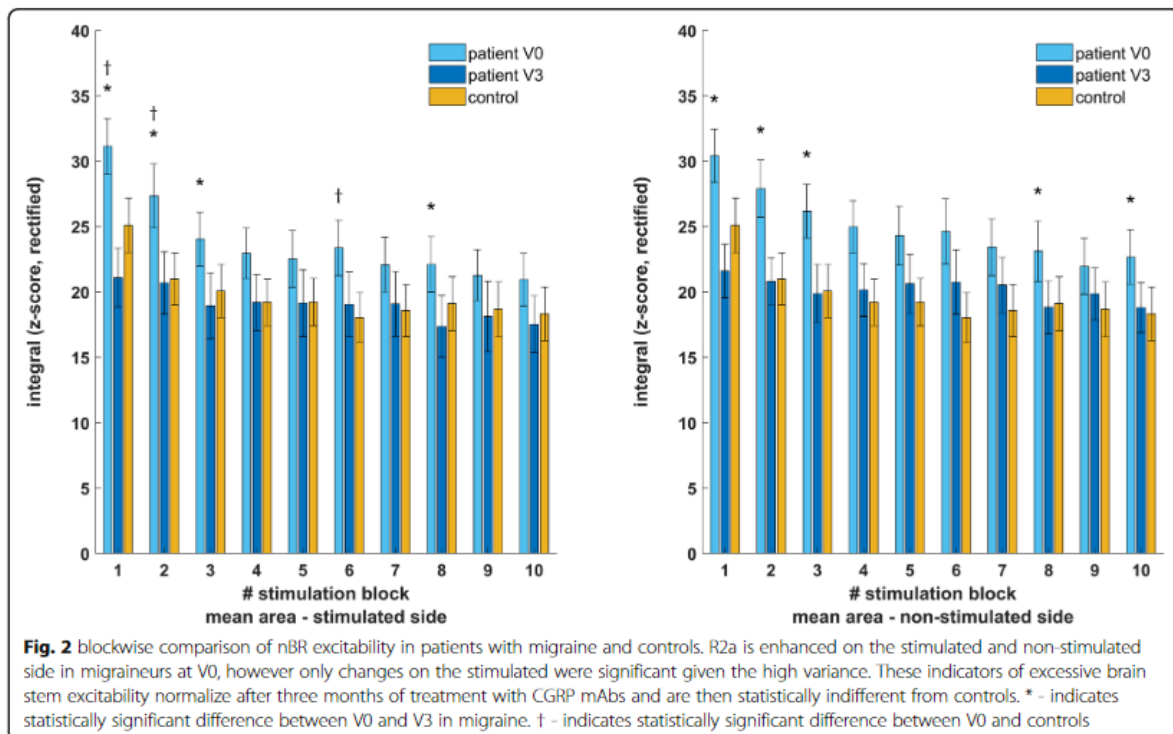 40
35
30
25
20
15
10
5
0
integral (z-score, rectified)
patient V0
patient V3
control
†
*
†
*
*
†
*
1 2 3 4 5 6 7 8 9 10
# stimulation block
mean area - stimulated side
40
35
30
25
20
15
10
5
0
integral (z-score, rectified)
patient V0
patient V3
control
*
*
*
*
*
1 2 3 4 5 6 7 8 9 10
# stimulation block
mean area - non-stimulated side
Fig. 2 blockwise comparison of nBR excitability in patients with migraine and controls. R2a is enhanced on the stimulated and non-stimulated
side in migraineurs at V0, however only changes on the stimulated were significant given the high variance. These indicators of excessive brain
stem excitability normalize after three months of treatment with CGRP mAbs and are then statistically indifferent from controls. * - indicates
statistically significant difference between V0 and V3 in migraine. † - indicates statistically significant difference between V0 and controls